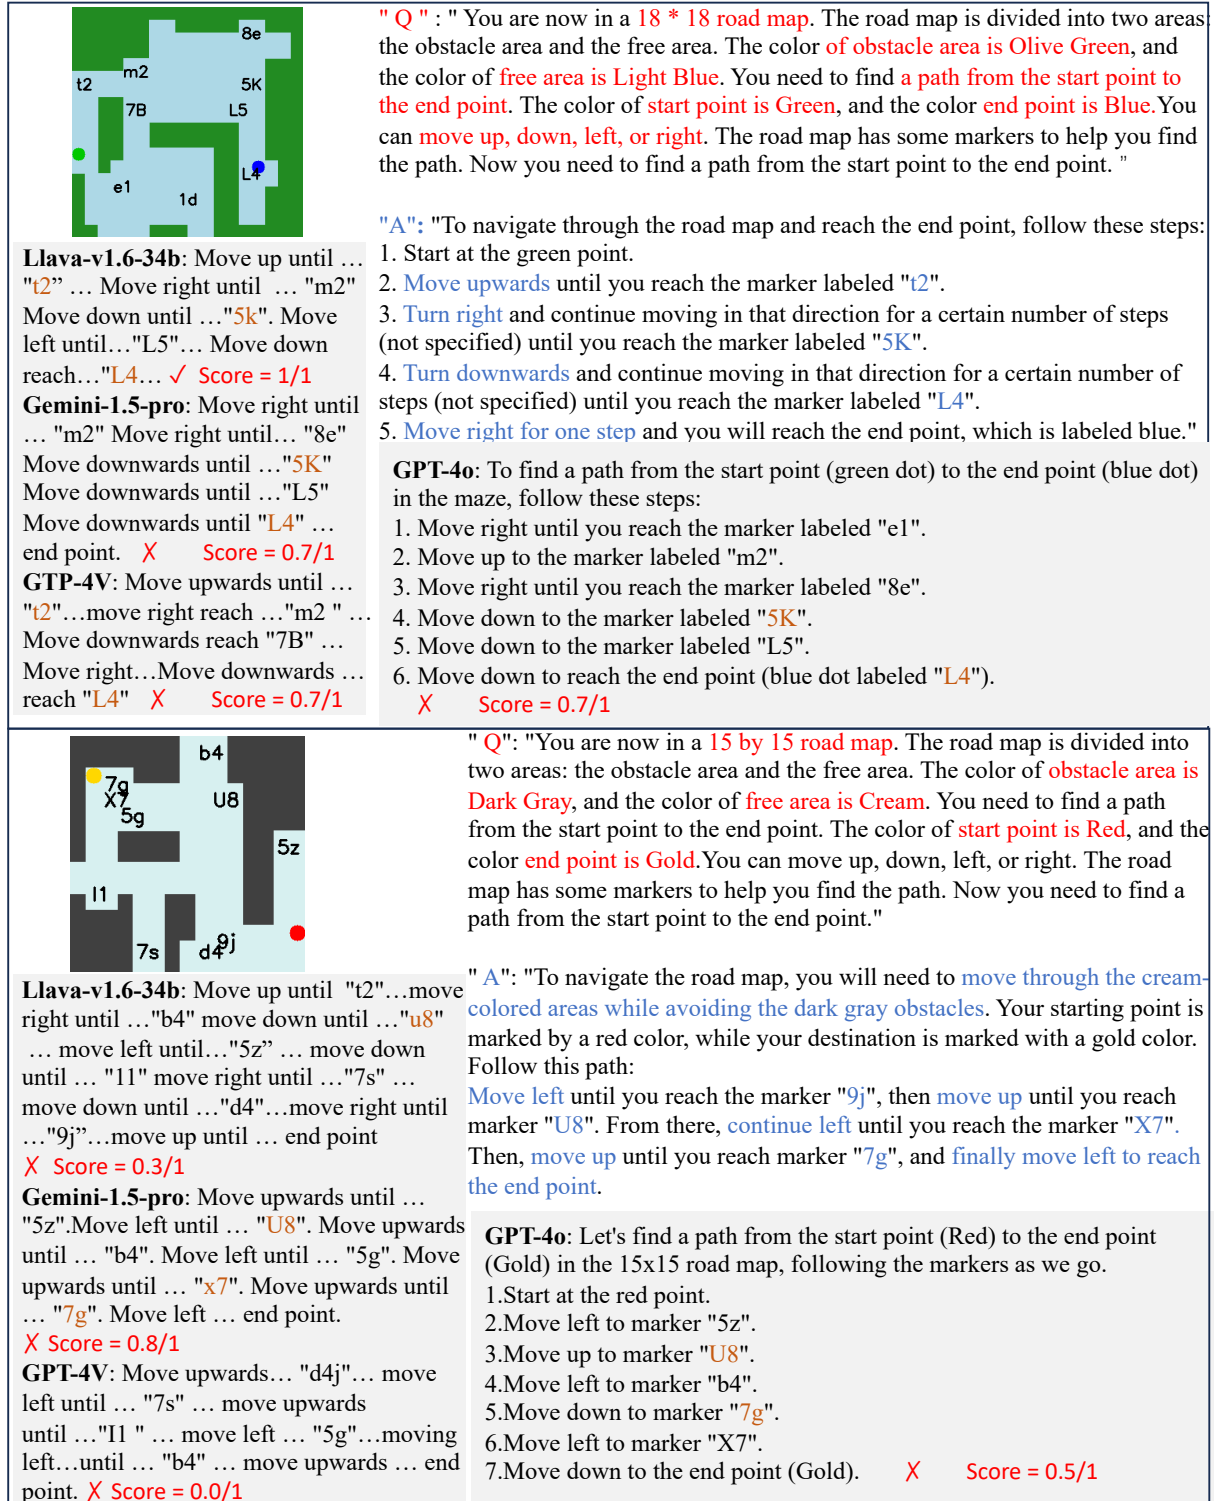 8e
m2
t2
5K
7B
L5
L4
e1
1d
" Q " : " You are now in a 18 * 18 road map. The road map is divided into two areas:
the obstacle area and the free area. The color of obstacle area is Olive Green, and
the color of free area is Light Blue. You need to find a path from the start point to
the end point. The color of start point is Green, and the color end point is Blue.You
can move up, down, left, or right. The road map has some markers to help you find
the path. Now you need to find a path from the start point to the end point. "
"A": "To navigate through the road map and reach the end point, follow these steps:
1. Start at the green point.
2. Move upwards until you reach the marker labeled "t2".
3. Turn right and continue moving in that direction for a certain number of steps
(not specified) until you reach the marker labeled "5K".
4. Turn downwards and continue moving in that direction for a certain number of
steps (not specified) until you reach the marker labeled "L4".
5. Move right for one step and you will reach the end point, which is labeled blue."
Llava-v1.6-34b: Move up until …
"t2” … Move right until … "m2"
Move down until …"5k". Move
left until…"L5"… Move down
reach…"L4… ✓ Score = 1/1
Gemini-1.5-pro: Move right until
… "m2" Move right until… "8e"
Move downwards until …"5K"
Move downwards until …"L5"
Move downwards until "L4" …
end point. ✗ Score = 0.7/1
GTP-4V: Move upwards until …
"t2"…move right reach …"m2 " …
Move downwards reach "7B" …
Move right…Move downwards …
reach "L4" ✗ Score = 0.7/1
GPT-4o: To find a path from the start point (green dot) to the end point (blue dot)
in the maze, follow these steps:
1. Move right until you reach the marker labeled "e1".
2. Move up to the marker labeled "m2".
3. Move right until you reach the marker labeled "8e".
4. Move down to the marker labeled "5K".
5. Move down to the marker labeled "L5".
6. Move down to reach the end point (blue dot labeled "L4").
✗ Score = 0.7/1
b4
7g
X7
U8
5g
5z
I1
9j
7s
d4
" Q": "You are now in a 15 by 15 road map. The road map is divided into
two areas: the obstacle area and the free area. The color of obstacle area is
Dark Gray, and the color of free area is Cream. You need to find a path
from the start point to the end point. The color of start point is Red, and the
color end point is Gold.You can move up, down, left, or right. The road
map has some markers to help you find the path. Now you need to find a
path from the start point to the end point."
" A": "To navigate the road map, you will need to move through the cream-
colored areas while avoiding the dark gray obstacles. Your starting point is
marked by a red color, while your destination is marked with a gold color.
Follow this path:
Move left until you reach the marker "9j", then move up until you reach
marker "U8". From there, continue left until you reach the marker "X7".
Then, move up until you reach marker "7g", and finally move left to reach
the end point.
Llava-v1.6-34b: Move up until "t2"…move
right until …"b4" move down until …"u8"
… move left until…"5z” … move down
until … "11" move right until …"7s" …
move down until …"d4"…move right until
…"9j”…move up until … end point
✗ Score = 0.3/1
Gemini-1.5-pro: Move upwards until …
"5z".Move left until … "U8". Move upwards
until … "b4". Move left until … "5g". Move
upwards until … "x7". Move upwards until
… "7g". Move left … end point.
✗ Score = 0.8/1
GPT-4V: Move upwards… "d4j"… move
left until … "7s" … move upwards
until …"I1 " … move left … "5g"…moving
left…until … "b4" … move upwards … end
point. ✗ Score = 0.0/1
GPT-4o: Let's find a path from the start point (Red) to the end point
(Gold) in the 15x15 road map, following the markers as we go.
1.Start at the red point.
2.Move left to marker "5z".
3.Move up to marker "U8".
4.Move left to marker "b4".
5.Move down to marker "7g".
6.Move left to marker "X7".
7.Move down to the end point (Gold). ✗ Score = 0.5/1